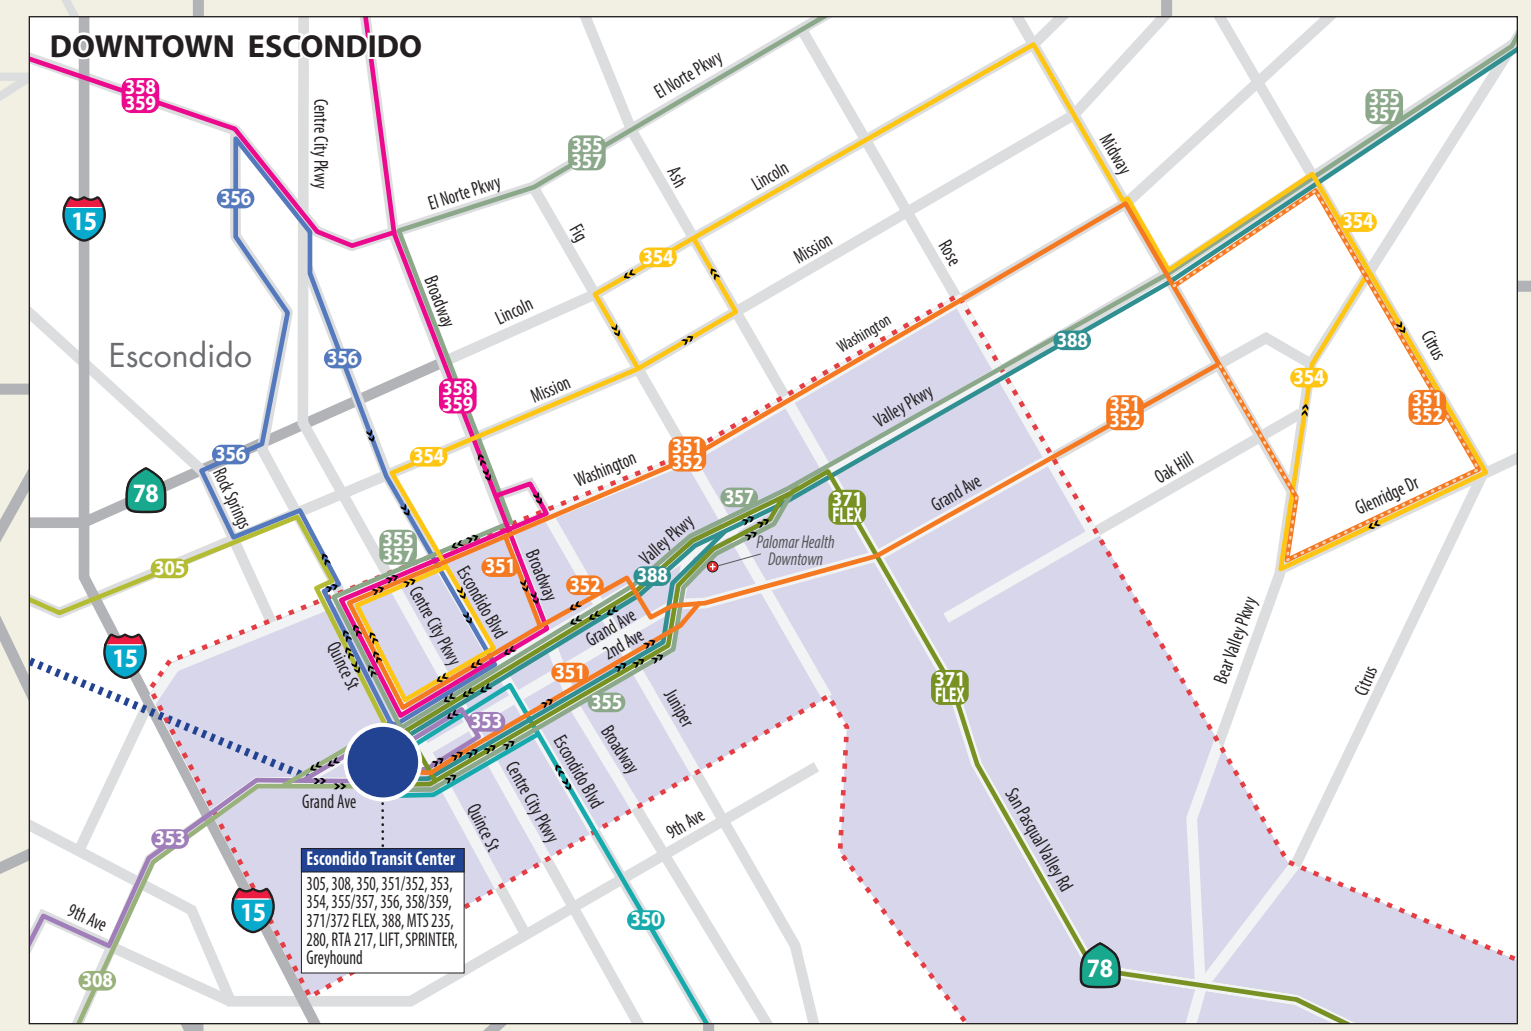 DOWNTOWN ESCONDIDO
358
359
Centre City Pkwy
El Norte Pkwy
355
357
355
357
356
15
El Norte Pkwy
Ash
Lincoln
Midway
Fig
354
Mission
Rose
354
Broadway
Lincoln
Escondido
356
358
359
Mission
Washington
388
Citrus
354
Valley Pkwy
351
352
351
352
356
354
Washington
351
352
Oak Hill
78
Rock Springs
357
371
FLEX
Grand Ave
Glenridge Dr
355
357
Valley Pkwy
Palomar Health
Downtown
305
351
Broadway
352
388
Escondido Blvd
Centre City Pkwy
Grand Ave
2nd Ave
15
Quince St
351
355
371
FLEX
Bear Valley Pkwy
Citrus
Juniper
353
Broadway
Escondido Blvd
Centre City Pkwy
Grand Ave
Quince St
9th Ave
San Pasqual Valley Rd
353
Escondido Transit Center
305, 308, 350, 351/352, 353,
354, 355/357, 356, 358/359,
371/372 FLEX, 388, MTS 235,
280, RTA 217, LIFT, SPRINTER,
Greyhound
15
9th Ave
350
308
78